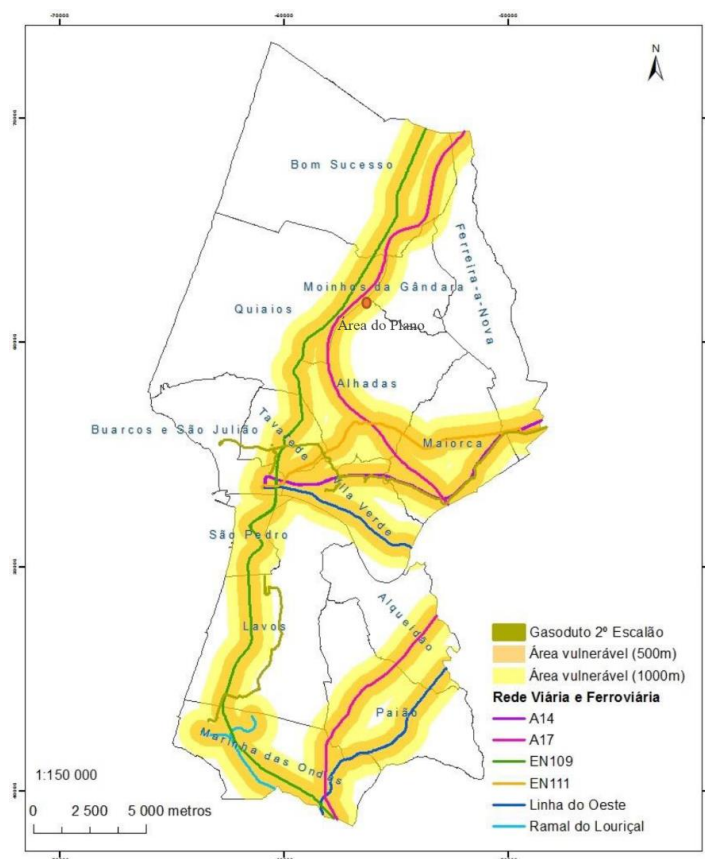 -70000
-60000
-50000
N
Bom Sucesso
Ferreira-a-Nova
Moinhos da Gândara
Quiaios
Área do Plano
Alhadas
Buarcos e São Julião
Tavarede
Maiorca
Vila Verde
São Pedro
Alqueidão
Lavos
Paião
Marinha das Ondas
Gasoduto 2º Escalão
Área vulnerável (500m)
Área vulnerável (1000m)
Rede Viária e Ferroviária
A14
A17
EN109
EN111
Linha do Oeste
Ramal do Louriçal
1:150 000
0 2 500 5 000 metros